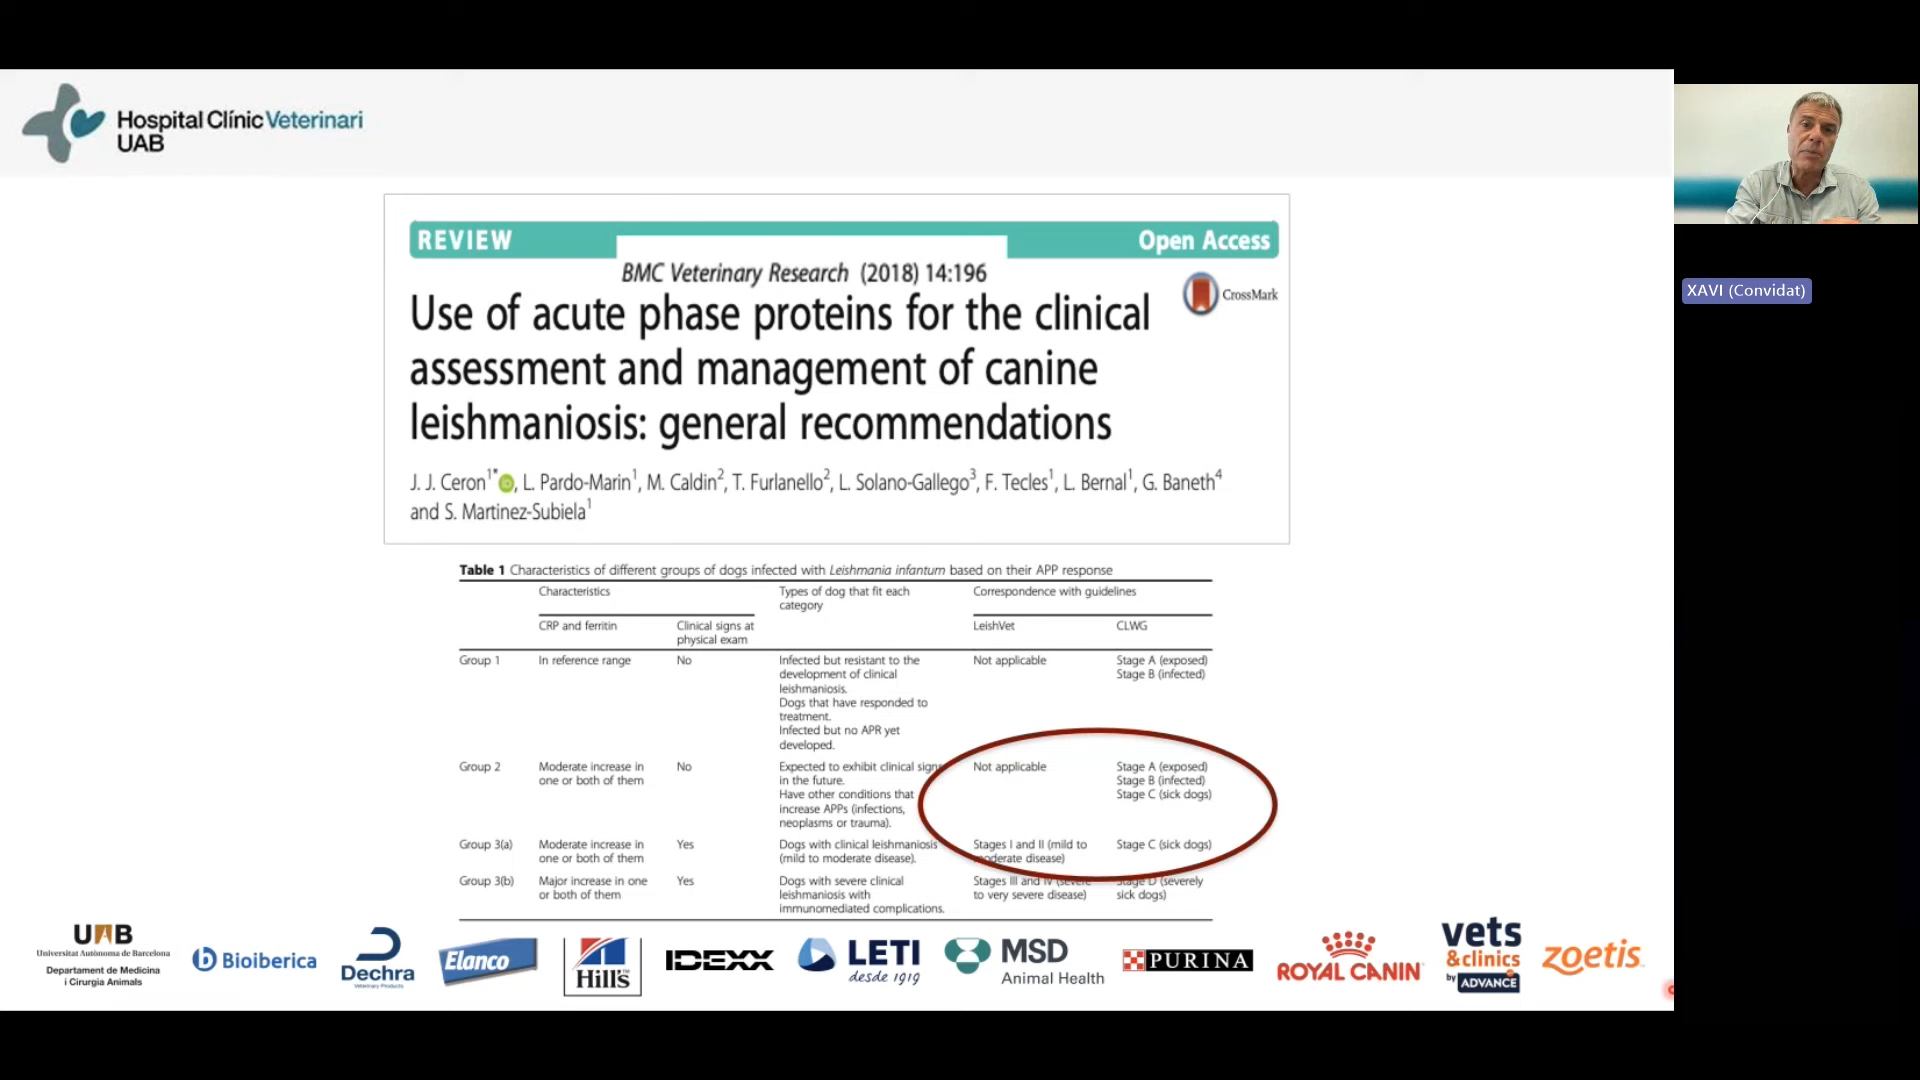 Hospital Clínic Veterinari
UAB
XAVI (Convidat)
REVIEW
Open Access
BMC Veterinary Research (2018) 14:196
CrossMark
Use of acute phase proteins for the clinical
assessment and management of canine
leishmaniosis: general recommendations
J. J. Ceron1*, L. Pardo-Marin1, M. Caldin2, T. Furlanello2, L. Solano-Gallego3, F. Tecles1, L. Bernal1, G. Baneth4
and S. Martinez-Subiela1
Table 1 Characteristics of different groups of dogs infected with Leishmania infantum based on their APP response
Characteristics
Types of dog that fit each
category
Correspondence with guidelines
CRP and ferritin
Clinical signs at
physical exam
LeishVet
CLWG
Group 1
In reference range
No
Infected but resistant to the
development of clinical
leishmaniosis.
Dogs that have responded to
treatment.
Infected but no APR yet
developed.
Not applicable
Stage A (exposed)
Stage B (infected)
Group 2
Moderate increase in
one or both of them
No
Expected to exhibit clinical signs
in the future.
Have other conditions that
increase APPs (infections,
neoplasms or trauma).
Not applicable
Stage A (exposed)
Stage B (infected)
Stage C (sick dogs)
Group 3(a)
Moderate increase in
one or both of them
Yes
Dogs with clinical leishmaniosis
(mild to moderate disease).
Stages I and II (mild to
moderate disease)
Stage C (sick dogs)
Group 3(b)
Major increase in one
or both of them
Yes
Dogs with severe clinical
leishmaniosis with
immunomediated complications.
Stages III and IV (severe
to very severe disease)
Stage D (severely
sick dogs)
UAB
Universitat Autònoma de Barcelona
Departament de Medicina
i Cirurgia Animals
Bioiberica
Dechra
Veterinary Products
Elanco
Hill's
IDEXX
LETI
desde 1919
MSD
Animal Health
PURINA
ROYAL CANIN
vets
&clinics
by ADVANCE
zoetis